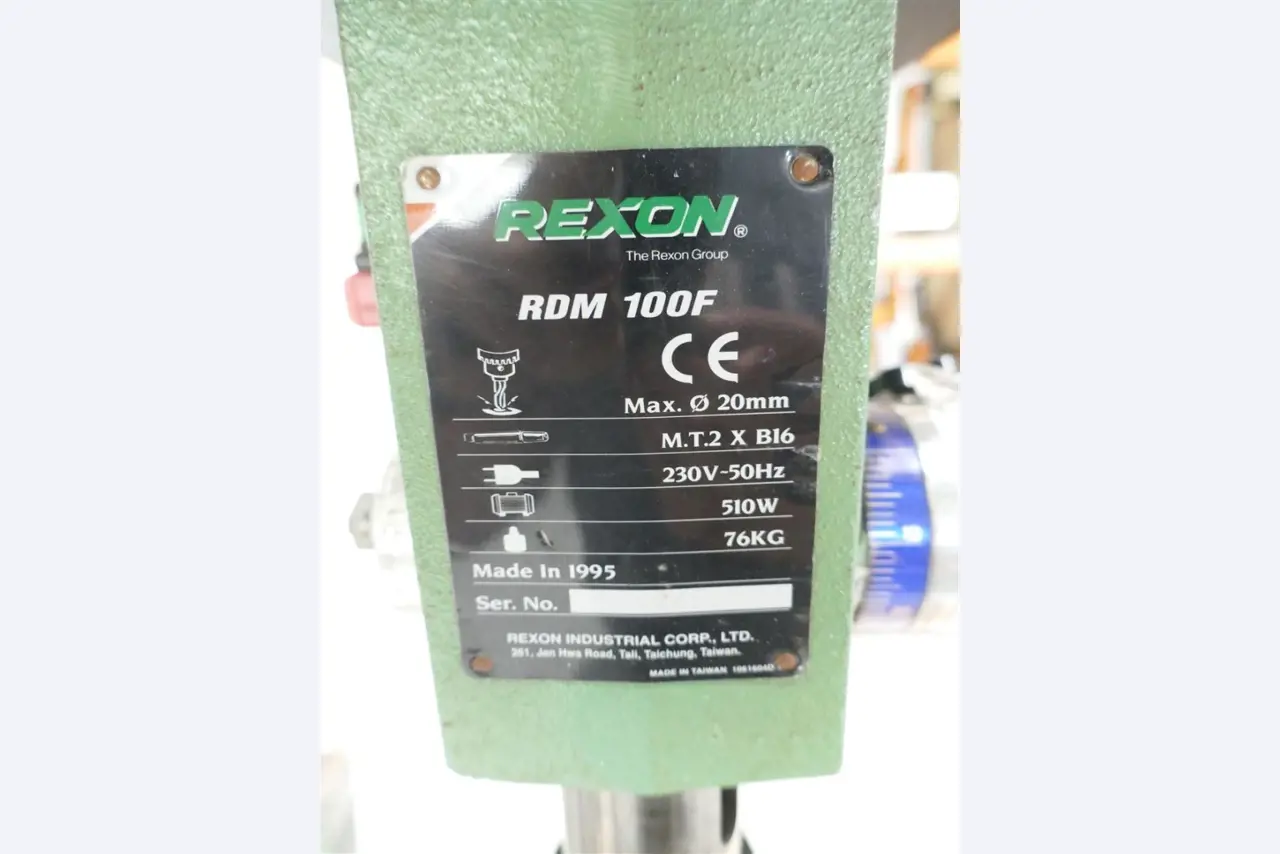 REXON®
The Rexon Group
RDM 100F
CE
Max. Ø 20mm
M.T.2 X B16
230V~50Hz
510W
76KG
Made In 1995
Ser. No.
REXON INDUSTRIAL CORP., LTD.
261, Jen Hwa Road, Tali, Taichung, Taiwan.
MADE IN TAIWAN